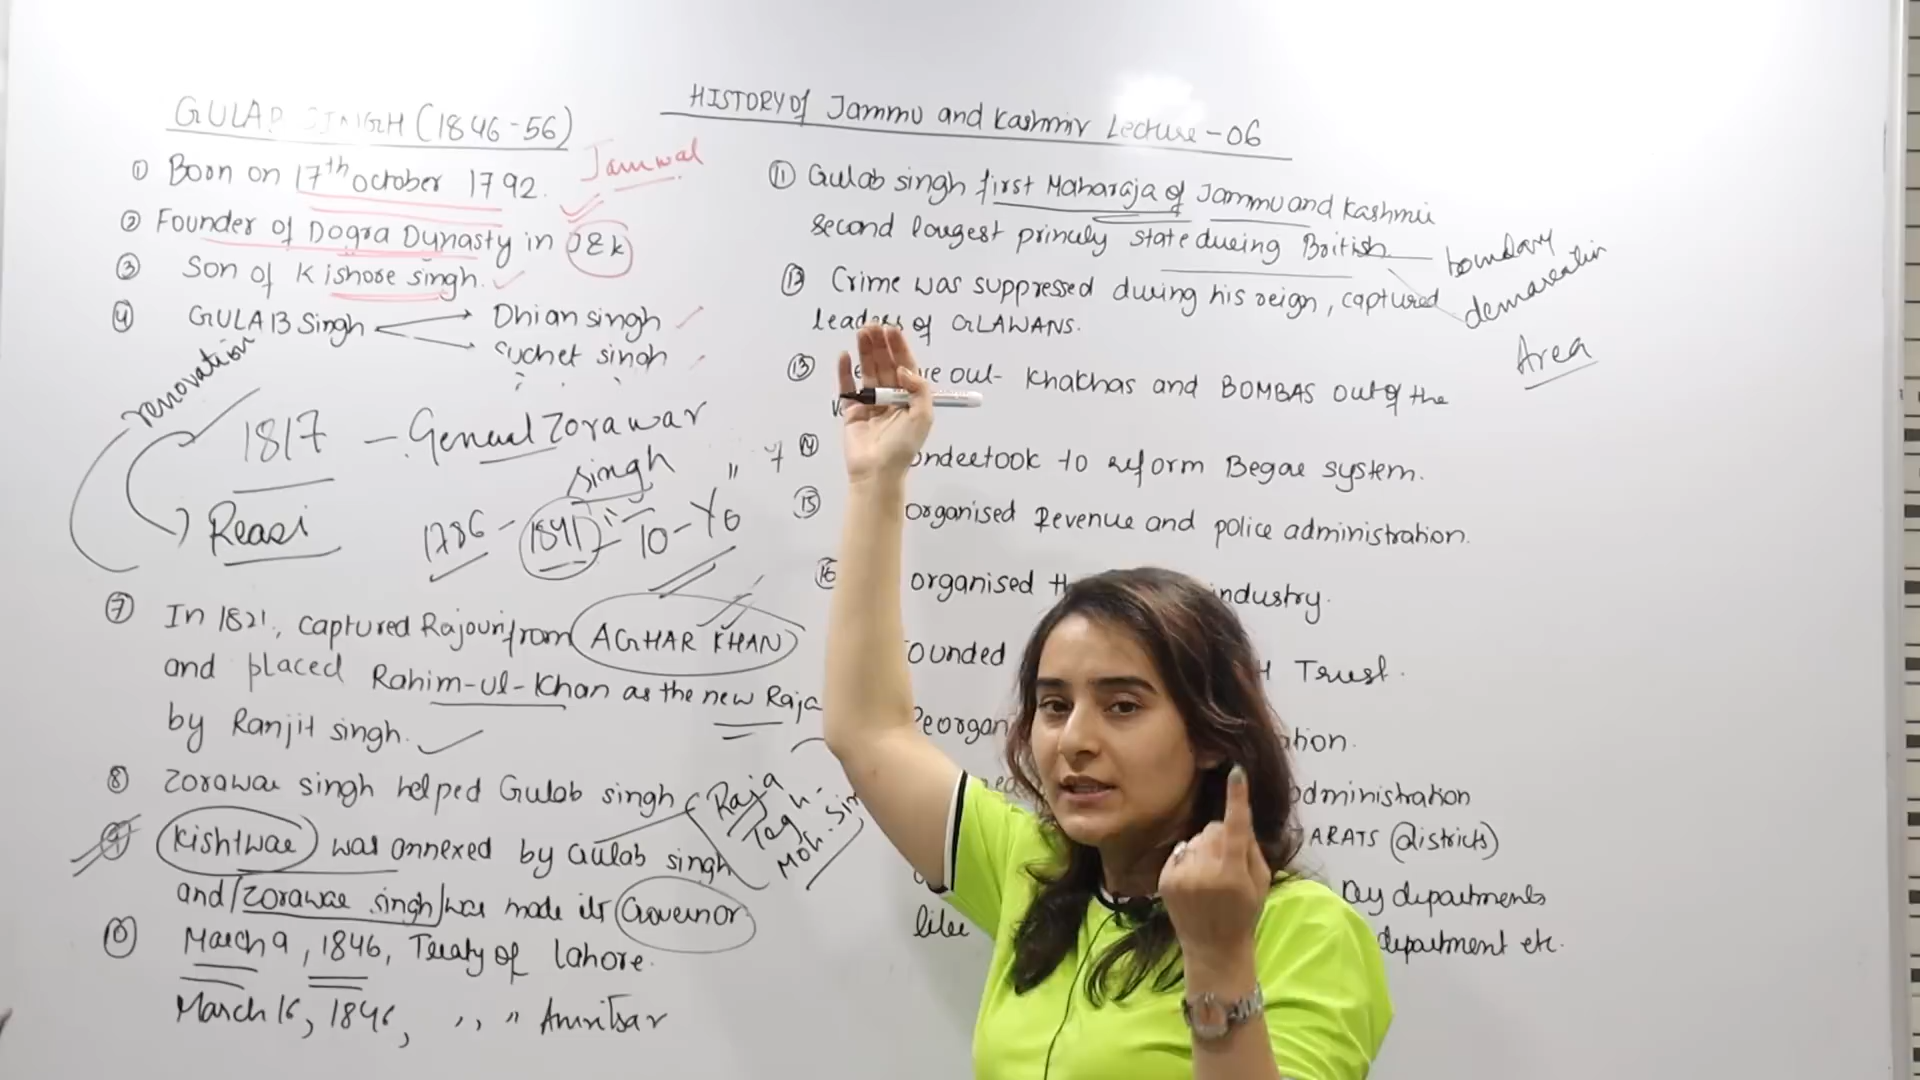 HISTORY Of Jammu and Kashmir Lecture - 06
GULAB SINGH (1846-56)
① Born on 17th october 1792.
Jamwal
② Founder of Dogra Dynasty in J&K
③ Son of Kishore singh.
④ GULAB Singh
Dhian singh
Suchet singh
renovation
1817 - General Zorawar
singh
Reasi
1786 - 1841
⑦ In 1821, captured Rajouri from AGHAR KHAN
and placed Rahim-ul-Khan as the new Raja
by Ranjit singh.
⑧ Zorawar singh helped Gulab singh
Raja
Tegh.
Moh. Sin
⑨ Kishtwar was annexed by Gulab singh
and Zorawar singh was made its Governor
March 9, 1846, Treaty of Lahore.
March 16, 1846, ,, " Amritsar
⑪ Gulab singh first Maharaja of Jammu and Kashmir
second largest princly state during British
boundary
demarcation
Area
Crime was suppressed during his reign, captured
leaders of GLAWANS.
⑬ out Khakhas and BOMBAS out of the
⑭ ondertook to reform Begar system.
⑮ organised Revenue and police administration.
⑯ organised industry.
ounded H Trust.
Reorgan ation.
administration
ARATS (districts)
departments
like department etc.